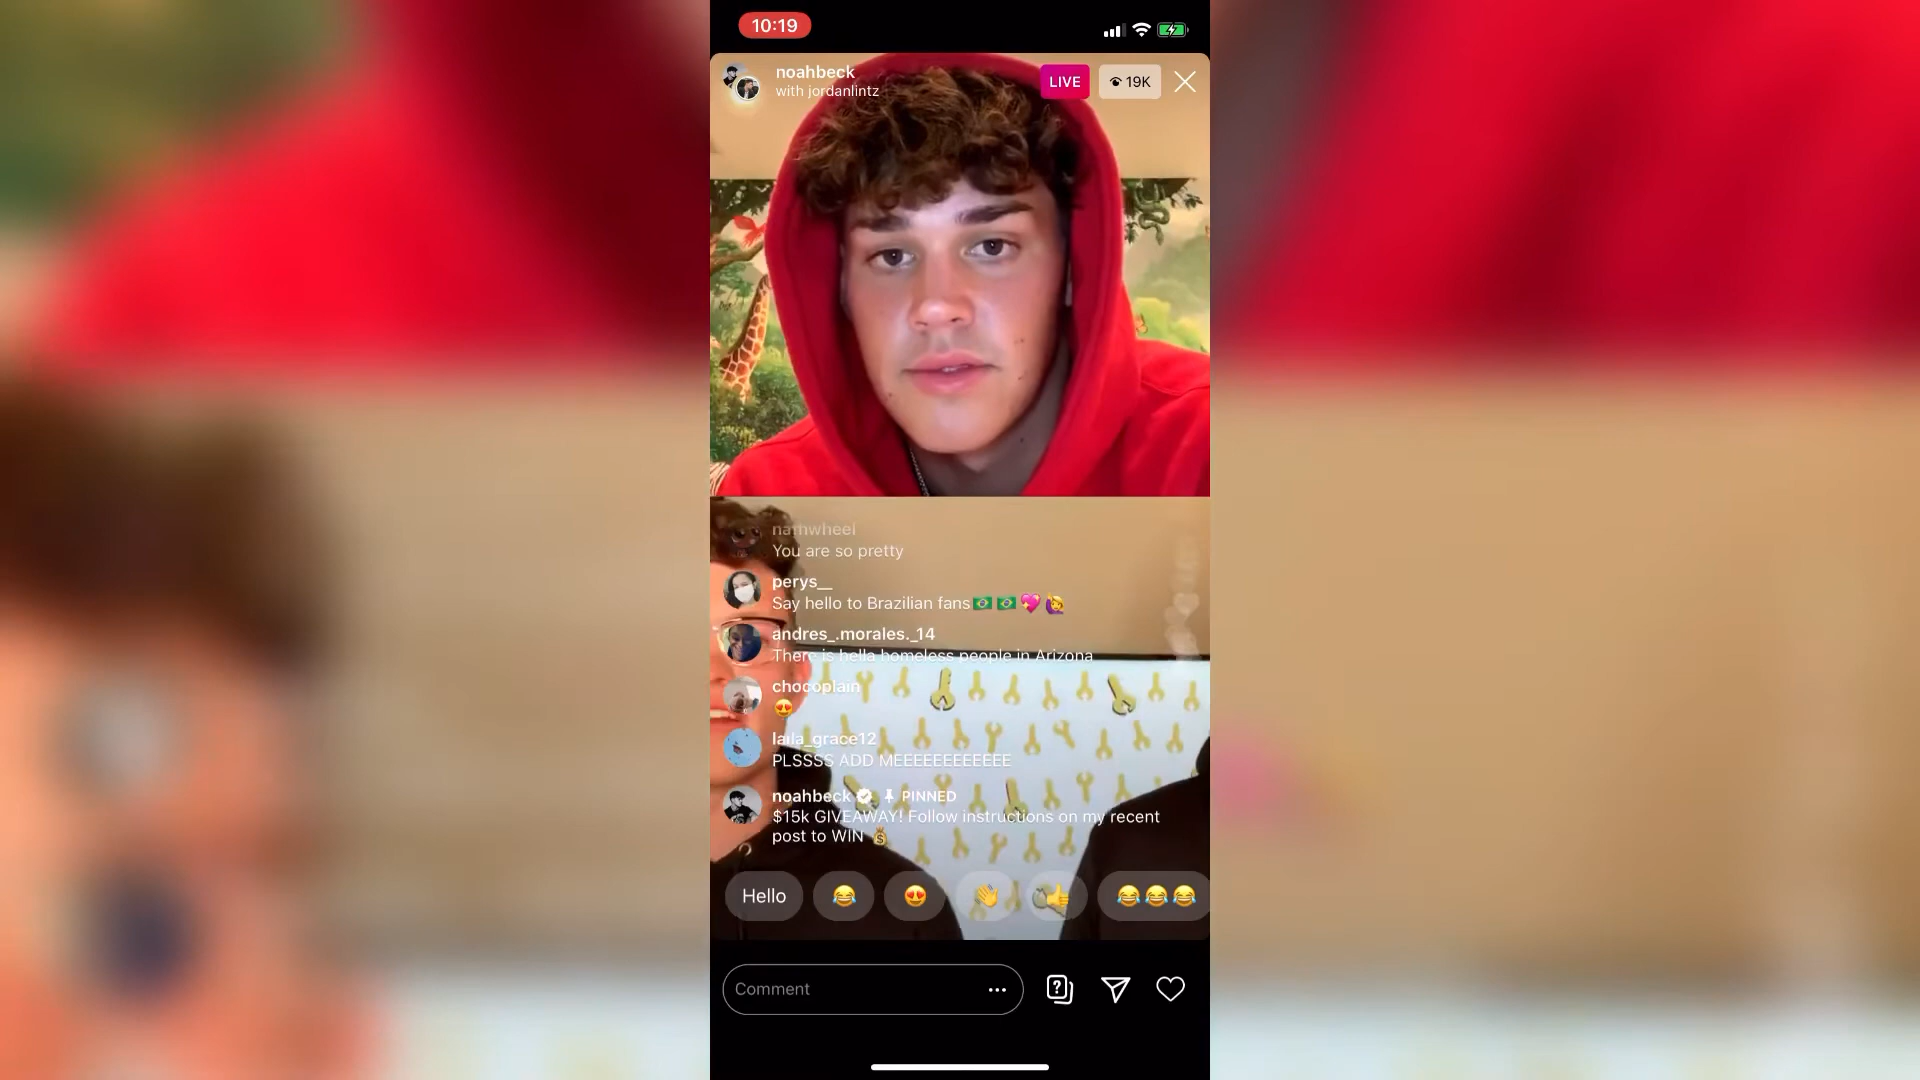 10:19
noahbeck
with jordanlintz
LIVE
19K
nathwheel
You are so pretty
perys__
Say hello to Brazilian fans🇧🇷🇧🇷💖🙋
andres_.morales._14
There is hella homeless people in Arizona
chocoplain
😍
laila_grace12
PLSSSS ADD MEEEEEEEEEEEE
noahbeck PINNED
$15k GIVEAWAY! Follow instructions on my recent
post to WIN 💰
Hello 😂 😍 👏 👍 😂😂😂
Comment